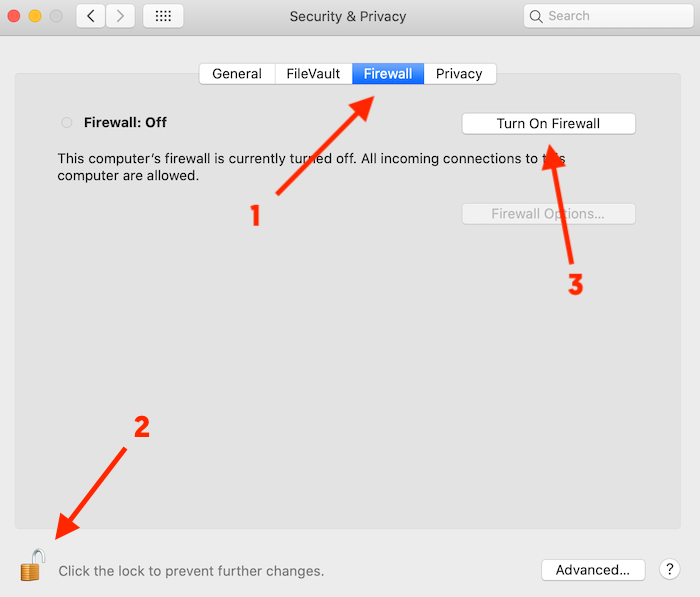 Security & Privacy
Search
General
FileVault
Firewall
Privacy
Firewall: Off
Turn On Firewall
This computer's firewall is currently turned off. All incoming connections to this
computer are allowed.
1
Firewall Options...
3
2
Click the lock to prevent further changes.
Advanced...
?